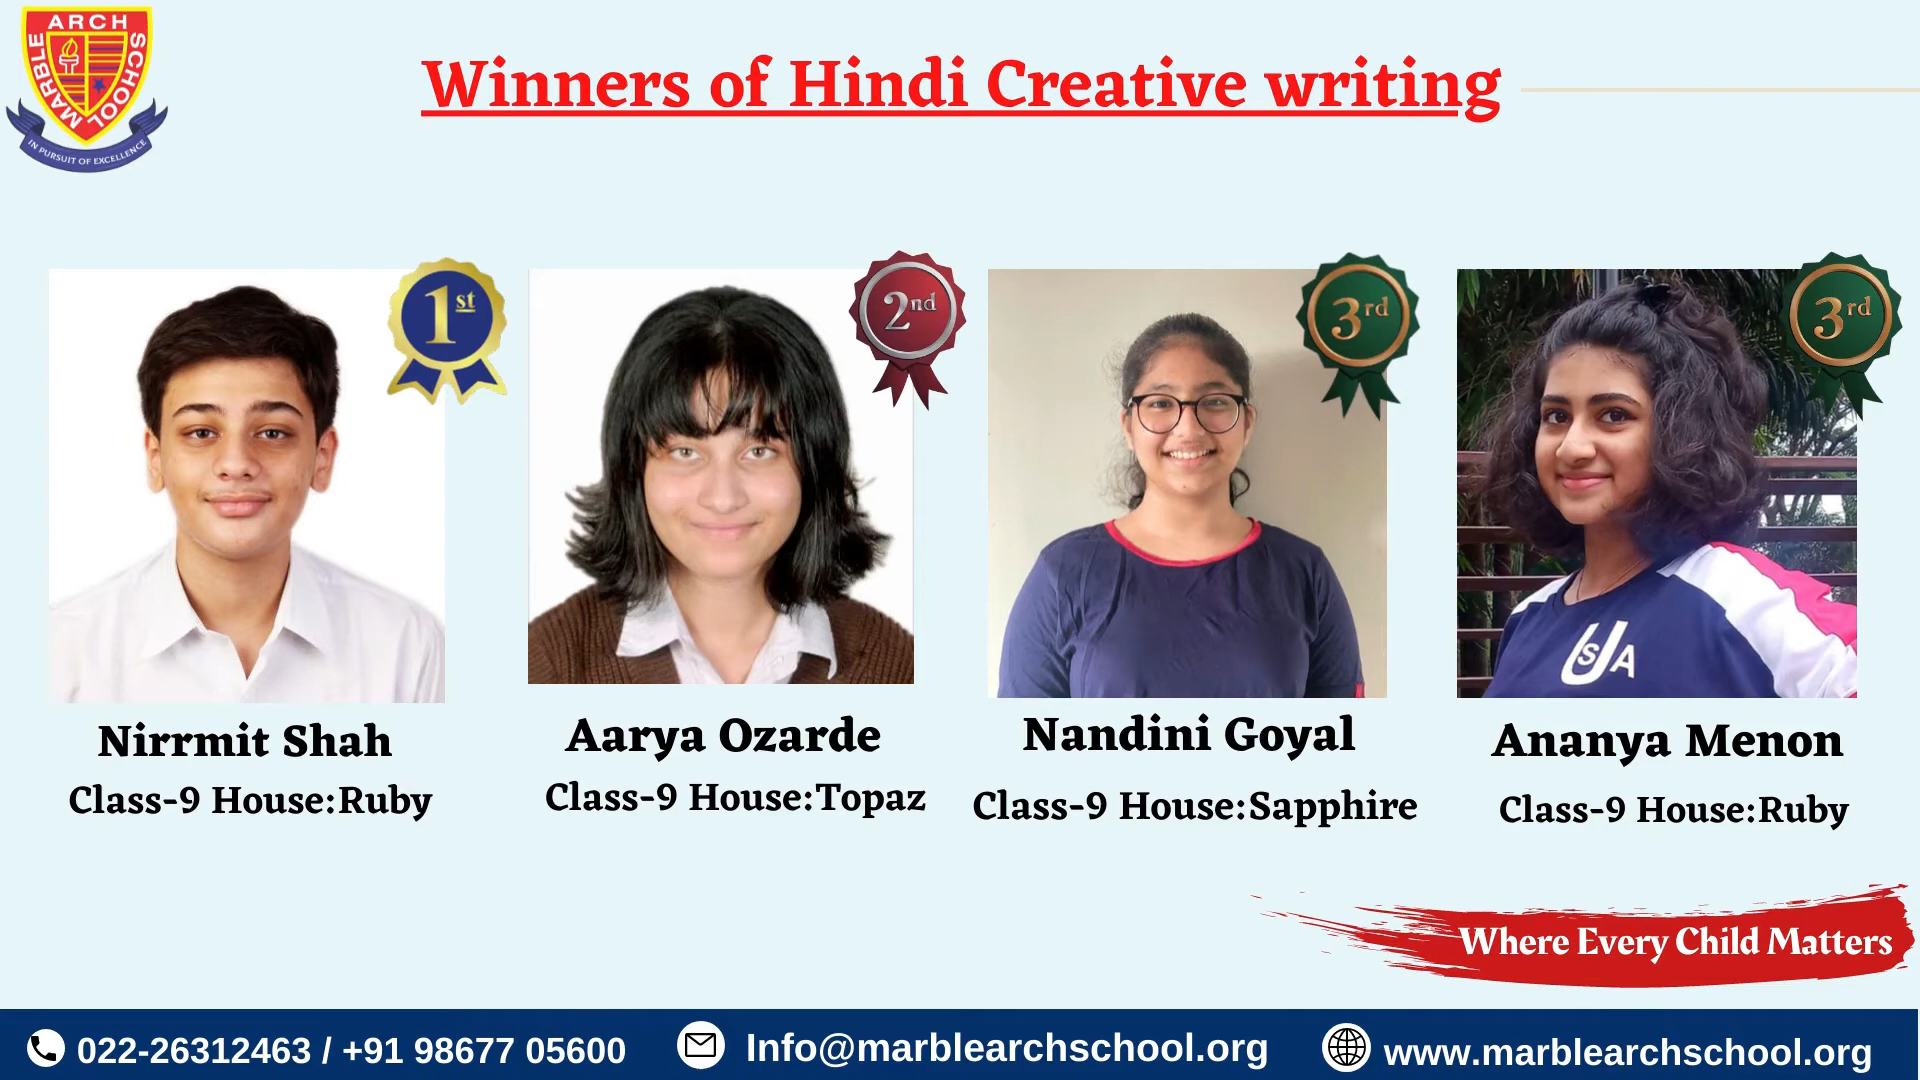 MARBLE ARCH SCHOOL
IN PURSUIT OF EXCELLENCE
Winners of Hindi Creative writing
1st
2nd
3rd
3rd
USA
Nirrmit Shah
Class-9 House:Ruby
Aarya Ozarde
Class-9 House:Topaz
Nandini Goyal
Class-9 House:Sapphire
Ananya Menon
Class-9 House:Ruby
Where Every Child Matters
022-26312463 / +91 98677 05600
Info@marblearchschool.org
www.marblearchschool.org